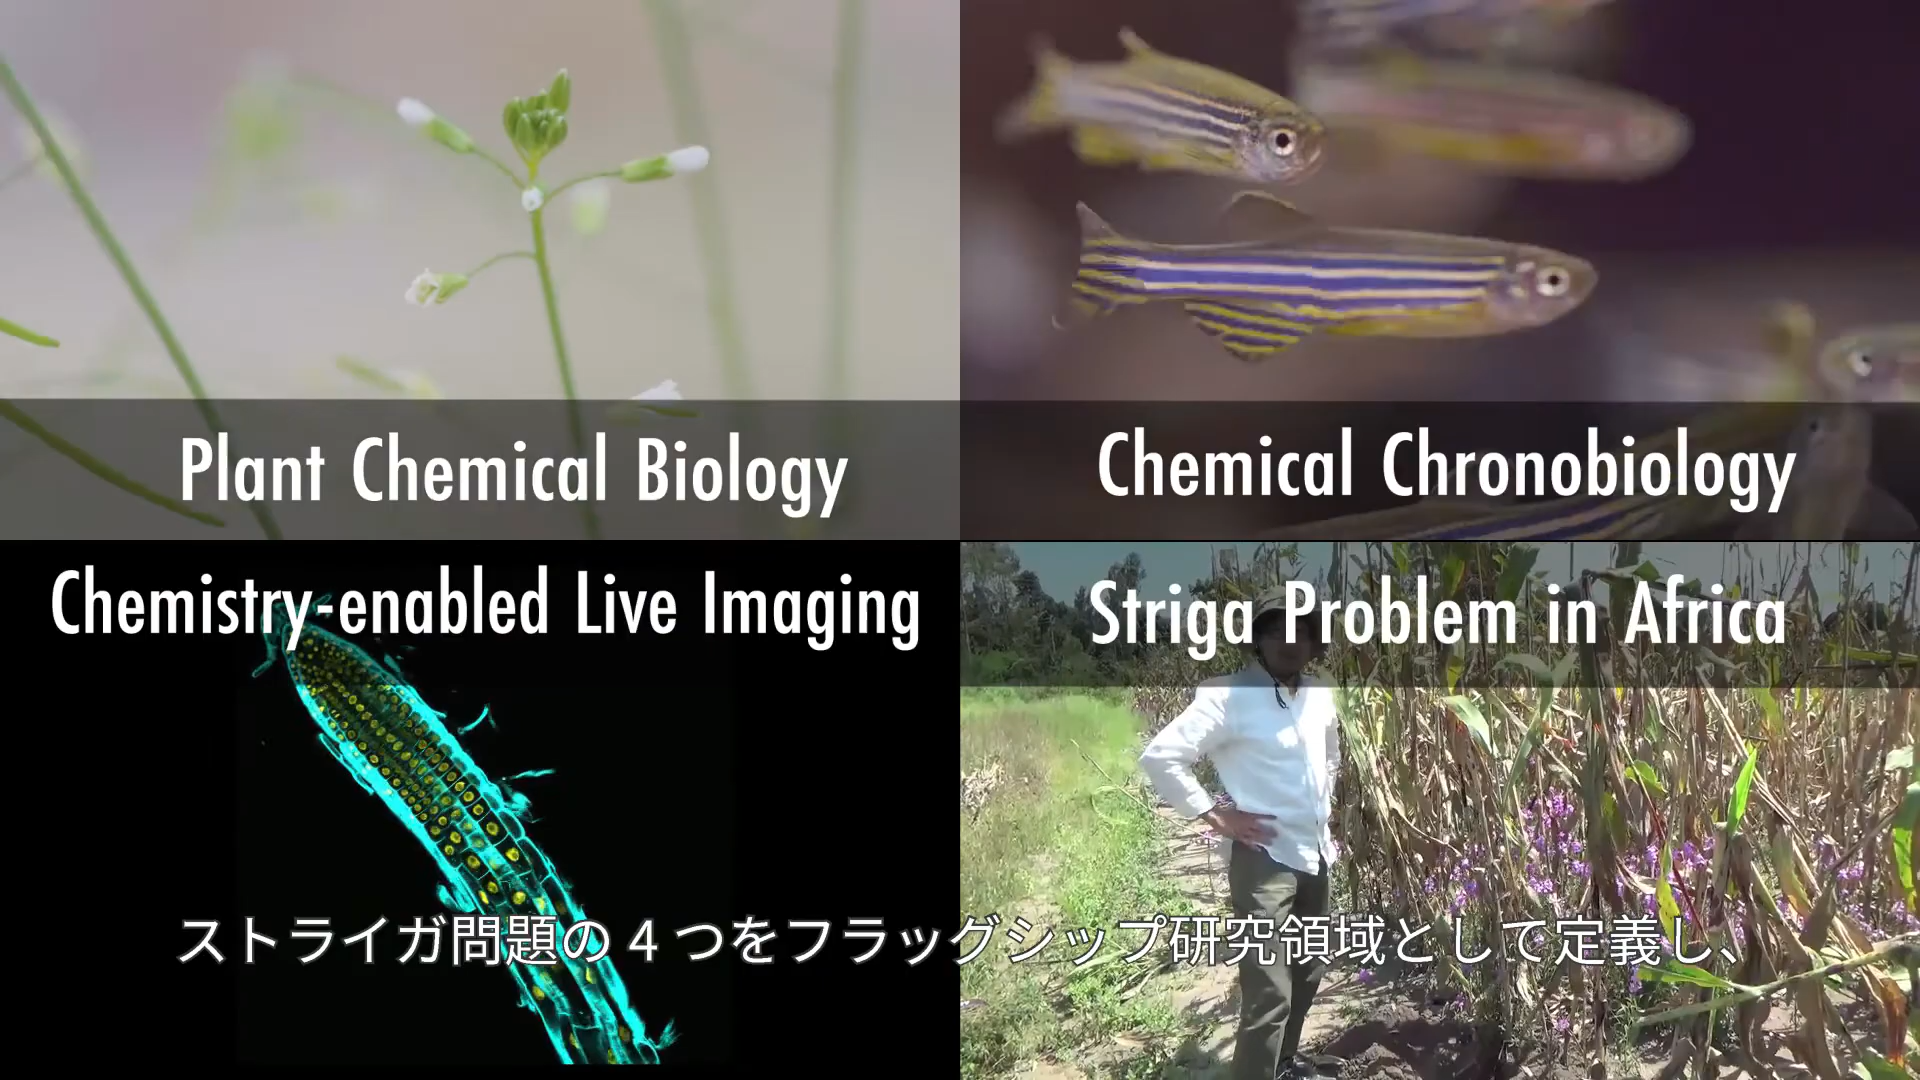 Plant Chemical Biology
Chemical Chronobiology
Chemistry-enabled Live Imaging
Striga Problem in Africa
ストライガ問題の４つをフラッグシップ研究領域として定義し、